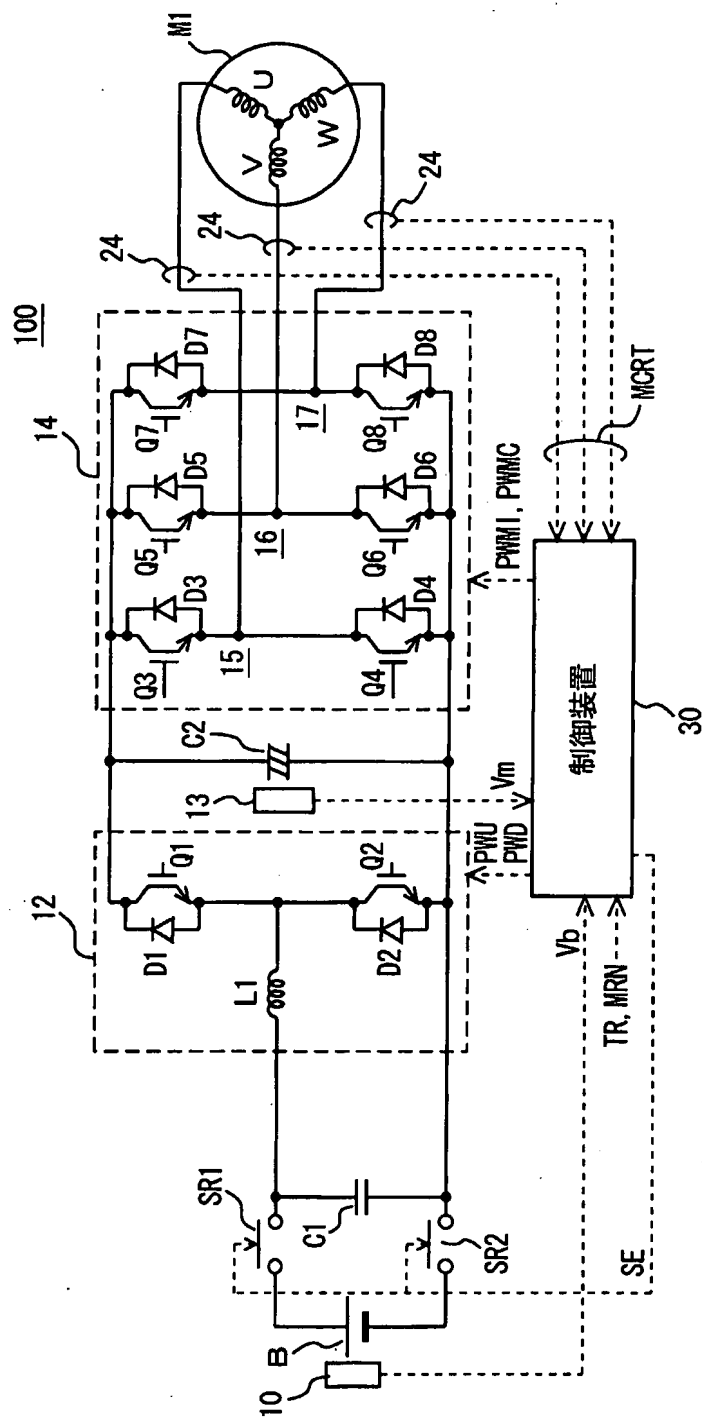 100
12
14
M1
U
V
W
24
24
24
Q1
D1
Q2
D2
L1
C2
13
Q3
D3
Q4
D4
15
Q5
D5
Q6
D6
16
Q7
D7
Q8
D8
17
SR1
SR2
C1
B
10
SE
Vb
TR, MRN
PWU
PWD
Vm
PWMI, PWMC
MCRT
制御装置
30